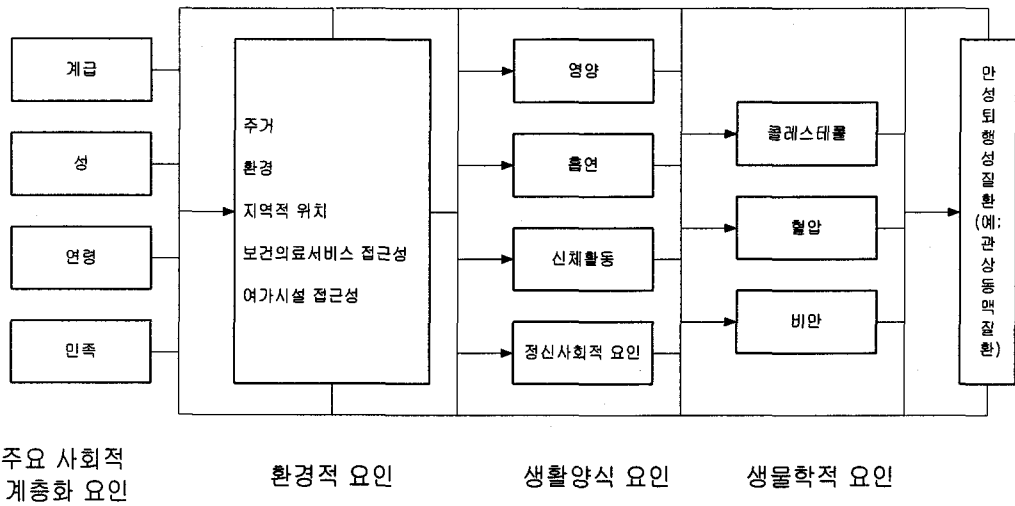 계급
성
연령
민족
주거
환경
지역적 위치
보건의료서비스 접근성
여가시설 접근성
영양
흡연
신체활동
정신사회적 요인
콜레스테롤
혈압
비만
만성퇴행성질환(예: 관상동맥질환)
주요 사회적
계층화 요인
환경적 요인
생활양식 요인
생물학적 요인